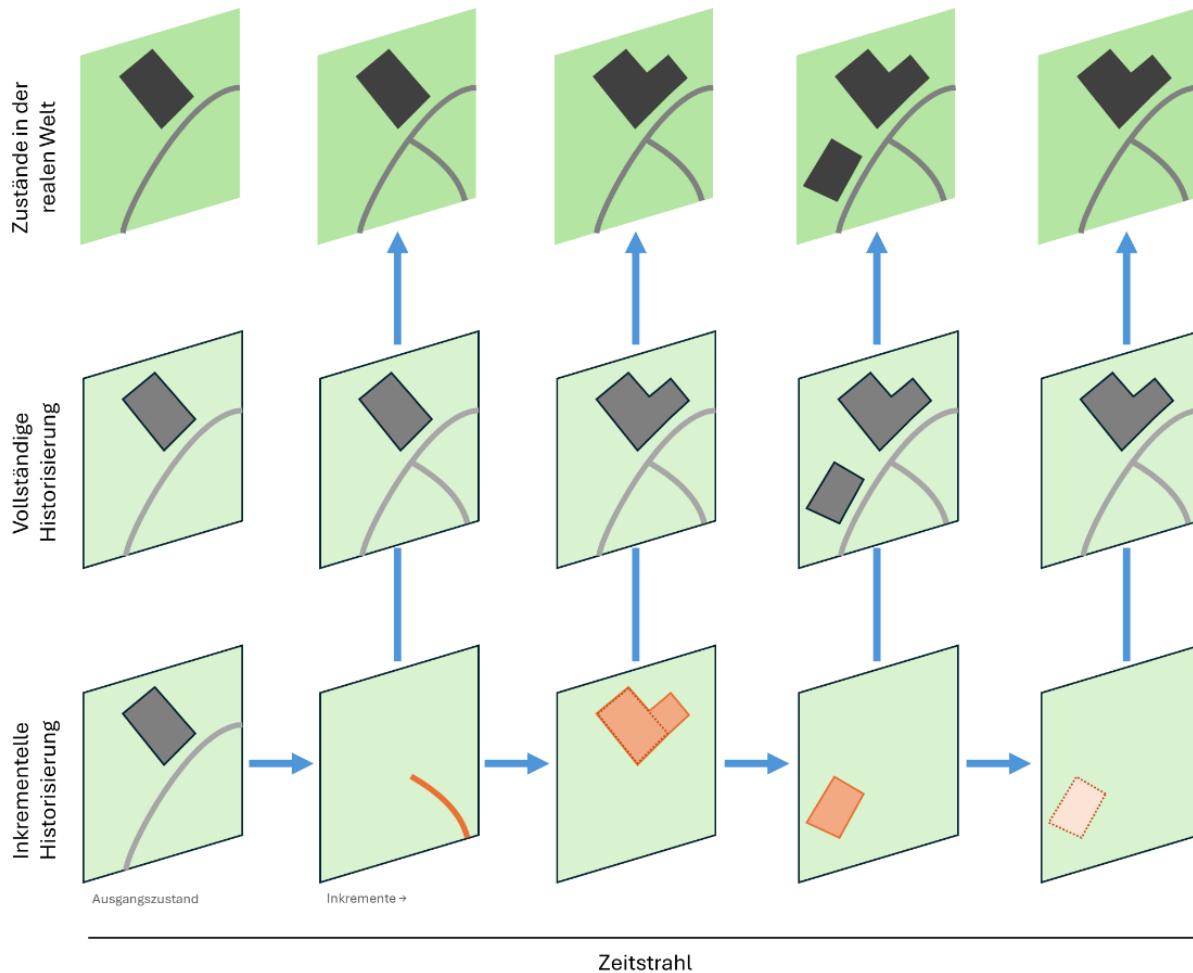 Zustände in der
realen Welt
Vollständige
Historisierung
Inkrementelle
Historisierung
Ausgangszustand
Inkremente →
Zeitstrahl